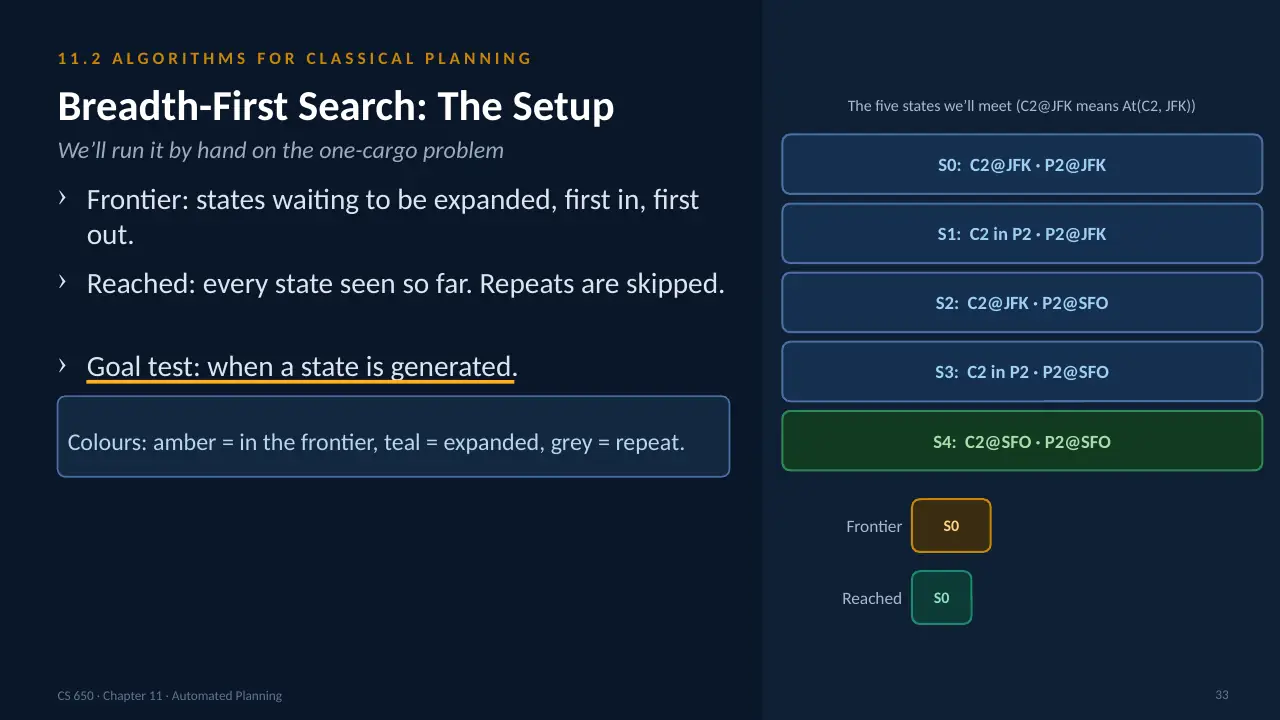 11.2 ALGORITHMS FOR CLASSICAL PLANNING
Breadth-First Search: The Setup
We’ll run it by hand on the one-cargo problem
› Frontier: states waiting to be expanded, first in, first
out.
› Reached: every state seen so far. Repeats are skipped.
› Goal test: when a state is generated.
Colours: amber = in the frontier, teal = expanded, grey = repeat.
The five states we’ll meet (C2@JFK means At(C2, JFK))
S0: C2@JFK · P2@JFK
S1: C2 in P2 · P2@JFK
S2: C2@JFK · P2@SFO
S3: C2 in P2 · P2@SFO
S4: C2@SFO · P2@SFO
Frontier S0
Reached S0
CS 650 · Chapter 11 · Automated Planning
33